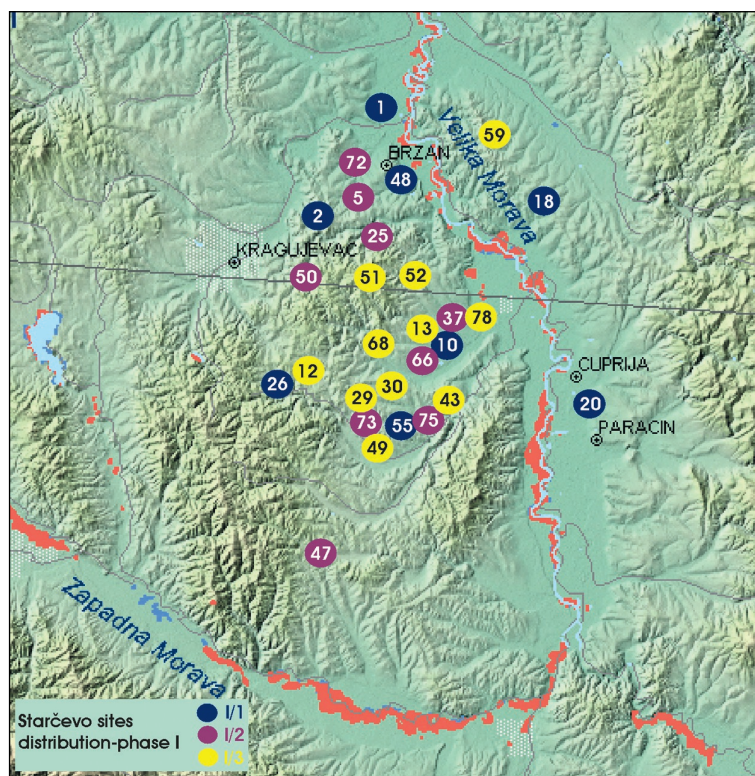 1
59
Velika Morava
BRZAN
72
48
5
18
2
25
KRAGUJEVAC
50
51
52
37
78
13
10
68
66
12
26
30
29
43
CUPRIJA
20
73
55
75
PARACIN
49
47
Zapadna Morava
Starčevo sites
distribution-phase I
I/1
I/2
I/3